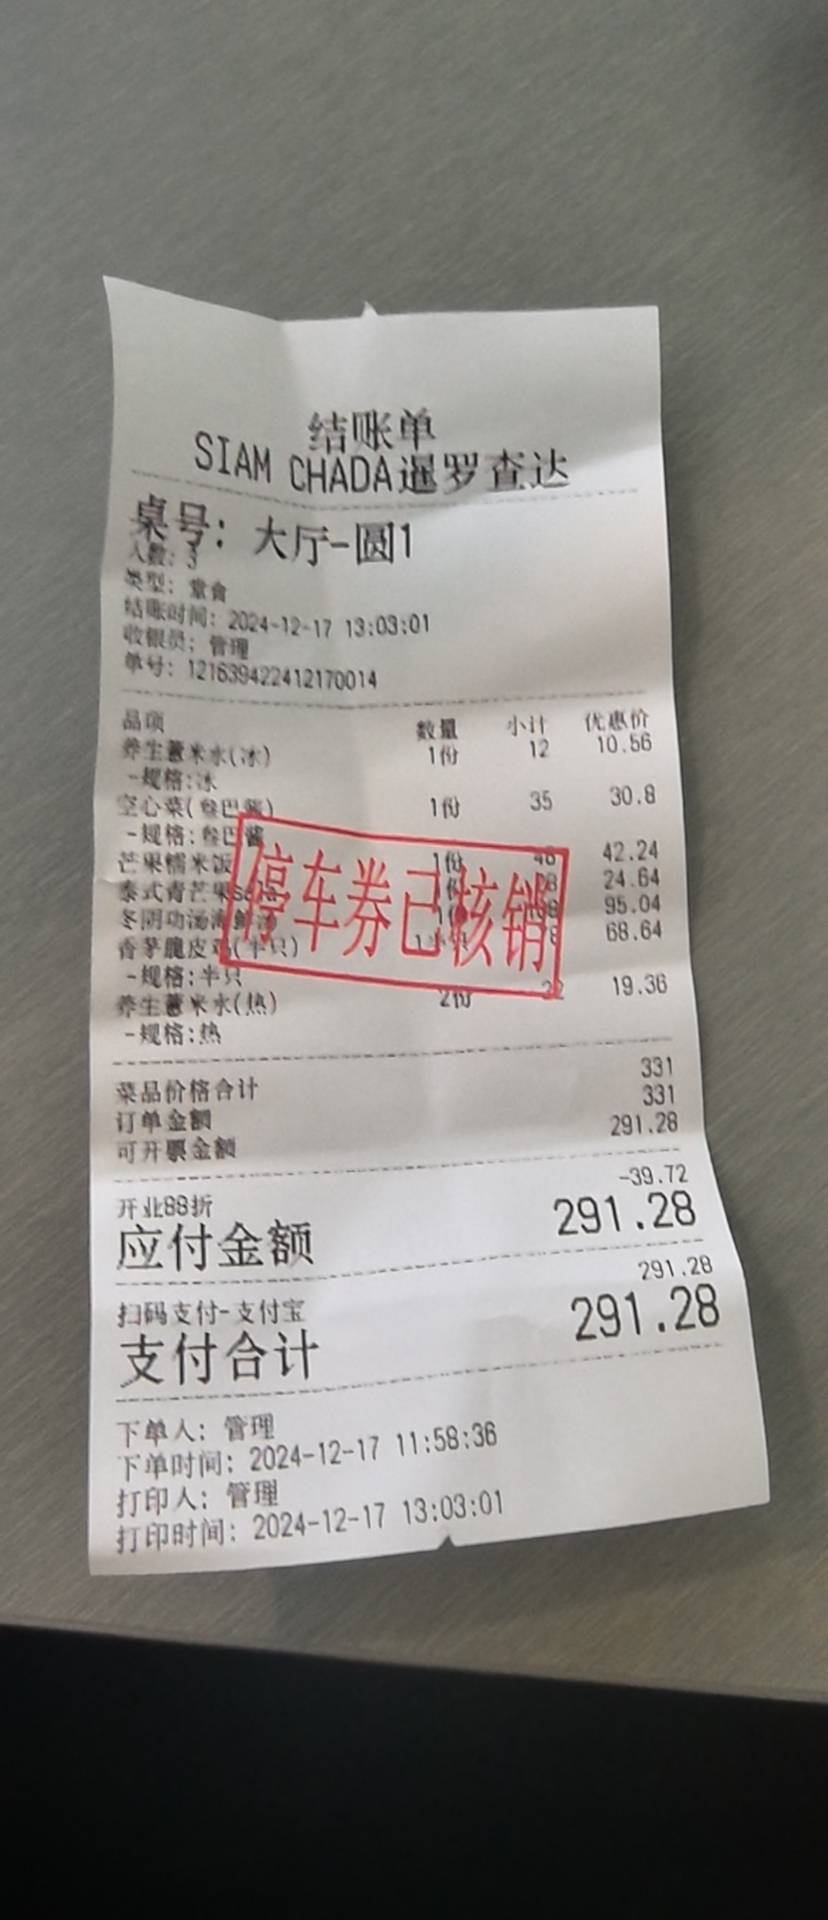 结账单
SIAM CHADA暹罗查达
桌号: 大厅-圆1
人数: 3
类型: 堂食
结账时间: 2024-12-17 13:03:01
收银员: 管理
单号: 121639422412170014
品项 数量 小计 优惠价
养生薏米水(冰) 1份 12 10.56
-规格:冰
空心菜(叁巴酱) 1份 35 30.8
-规格:叁巴酱
芒果糯米饭 1份 48 42.24
泰式青芒果 1份 24.64
冬阴功汤海鲜汤 95.04
香茅脆皮鸡(半只) 68.64
-规格:半只
养生薏米水(热) 2份 22 19.36
-规格:热
停车券已核销
菜品价格合计 331
订单金额 331
可开票金额 291.28
开业88折 -39.72
应付金额 291.28
扫码支付-支付宝 291.28
支付合计 291.28
下单人: 管理
下单时间: 2024-12-17 11:58:36
打印人: 管理
打印时间: 2024-12-17 13:03:01